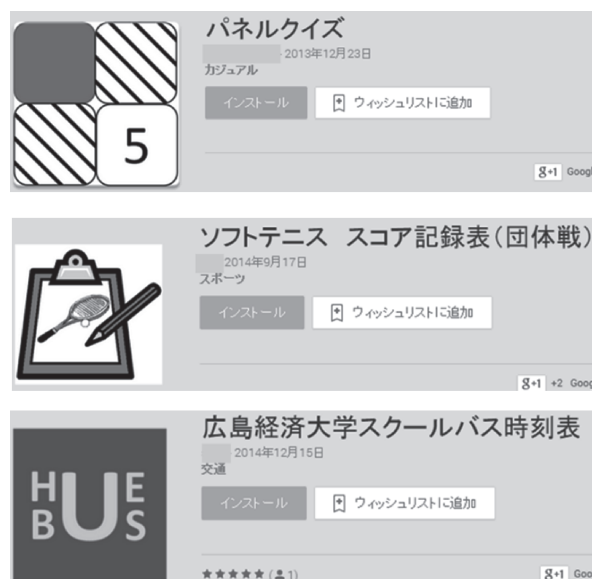 パネルクイズ
- 2013年12月23日
カジュアル
インストール ウィッシュリストに追加
5
g+1 Googl
ソフトテニス スコア記録表(団体戦)
2014年9月17日
スポーツ
インストール ウィッシュリストに追加
g+1 +2 Goog
広島経済大学スクールバス時刻表
2014年12月15日
交通
インストール ウィッシュリストに追加
HUE
BUS
★★★★★ (1)
g+1 Goo